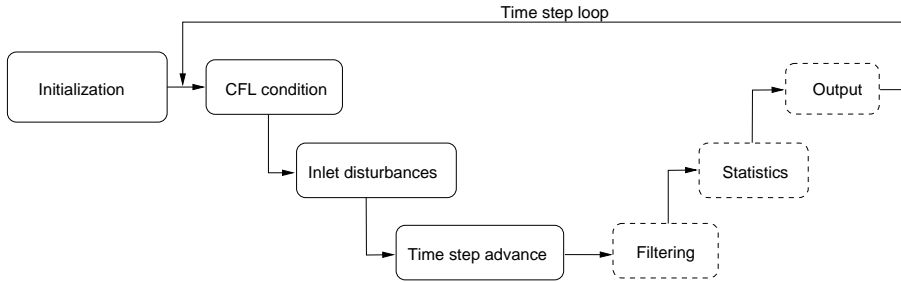 Time step loop
Initialization
CFL condition
Output
Inlet disturbances
Statistics
Time step advance
Filtering